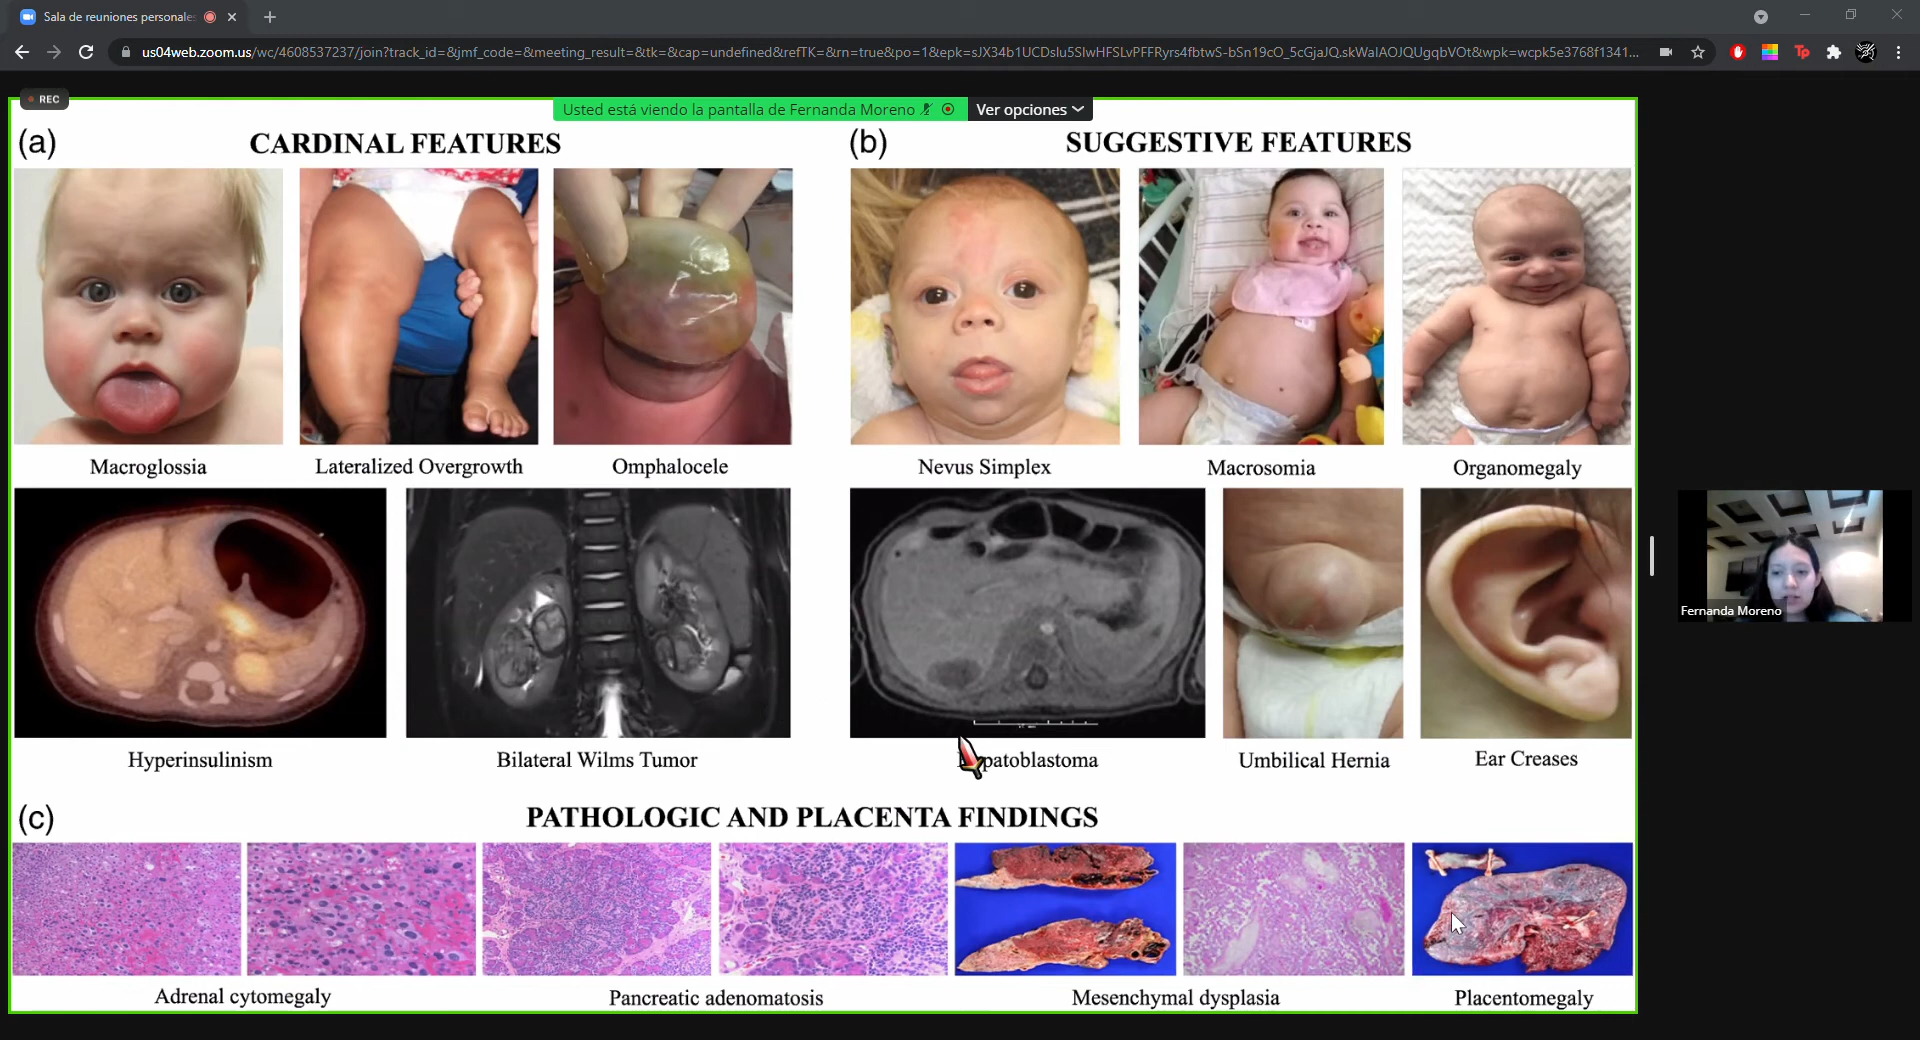 Sala de reuniones personales
us04web.zoom.us/wc/4608537237/join?track_id=&jmf_code=&meeting_result=&tk=&cap=undefined&refTK=&rn=true&po=1&epk=sJX34b1UCDslu5SlwHFSLvPFFRyrs4fbtwS-bSn19cO_5cGjaJQ.skWaIAOJQUgqbVOt&wpk=wcpk5e3768f1341...
Tp
REC
Usted está viendo la pantalla de Fernanda Moreno
Ver opciones
(a)
CARDINAL FEATURES
Macroglossia
Lateralized Overgrowth
Omphalocele
Hyperinsulinism
Bilateral Wilms Tumor
(b)
SUGGESTIVE FEATURES
Nevus Simplex
Macrosomia
Organomegaly
patoblastoma
Umbilical Hernia
Ear Creases
(c)
PATHOLOGIC AND PLACENTA FINDINGS
Adrenal cytomegaly
Pancreatic adenomatosis
Mesenchymal dysplasia
Placentomegaly
Fernanda Moreno